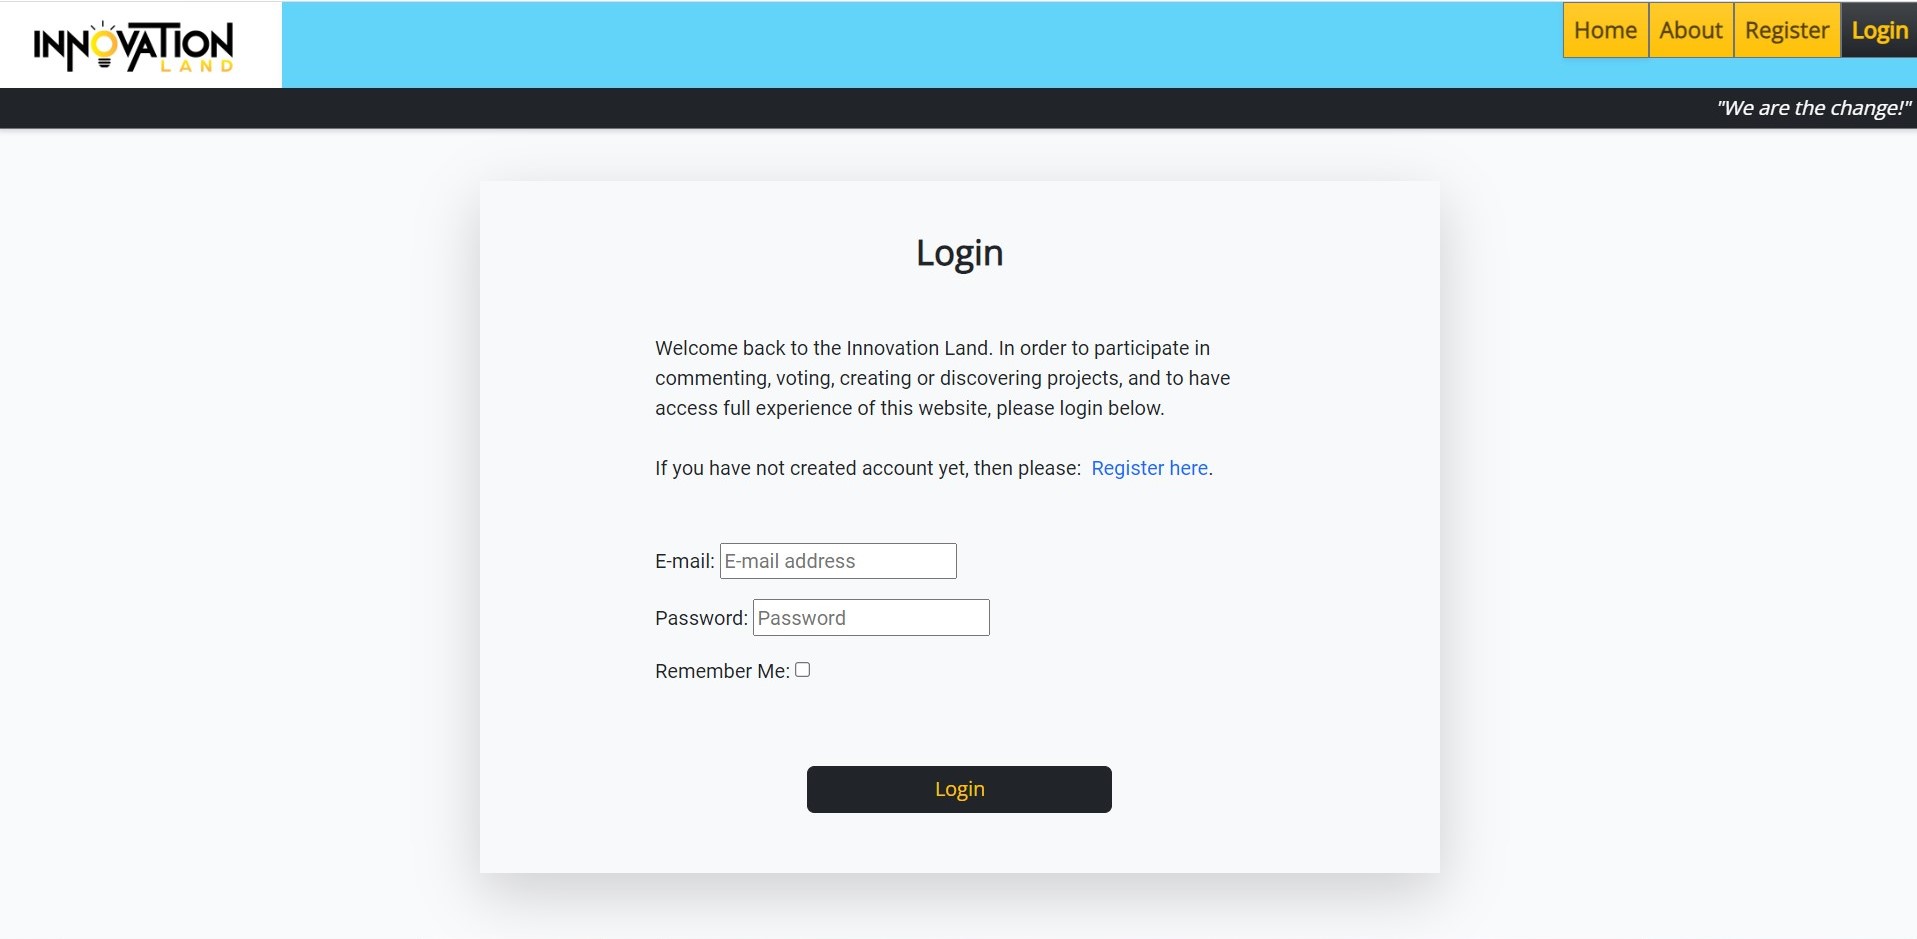 INNOVATION
LAND
Home About Register Login
"We are the change!"
Login
Welcome back to the Innovation Land. In order to participate in
commenting, voting, creating or discovering projects, and to have
access full experience of this website, please login below.
If you have not created account yet, then please: Register here.
E-mail: E-mail address
Password: Password
Remember Me:
Login